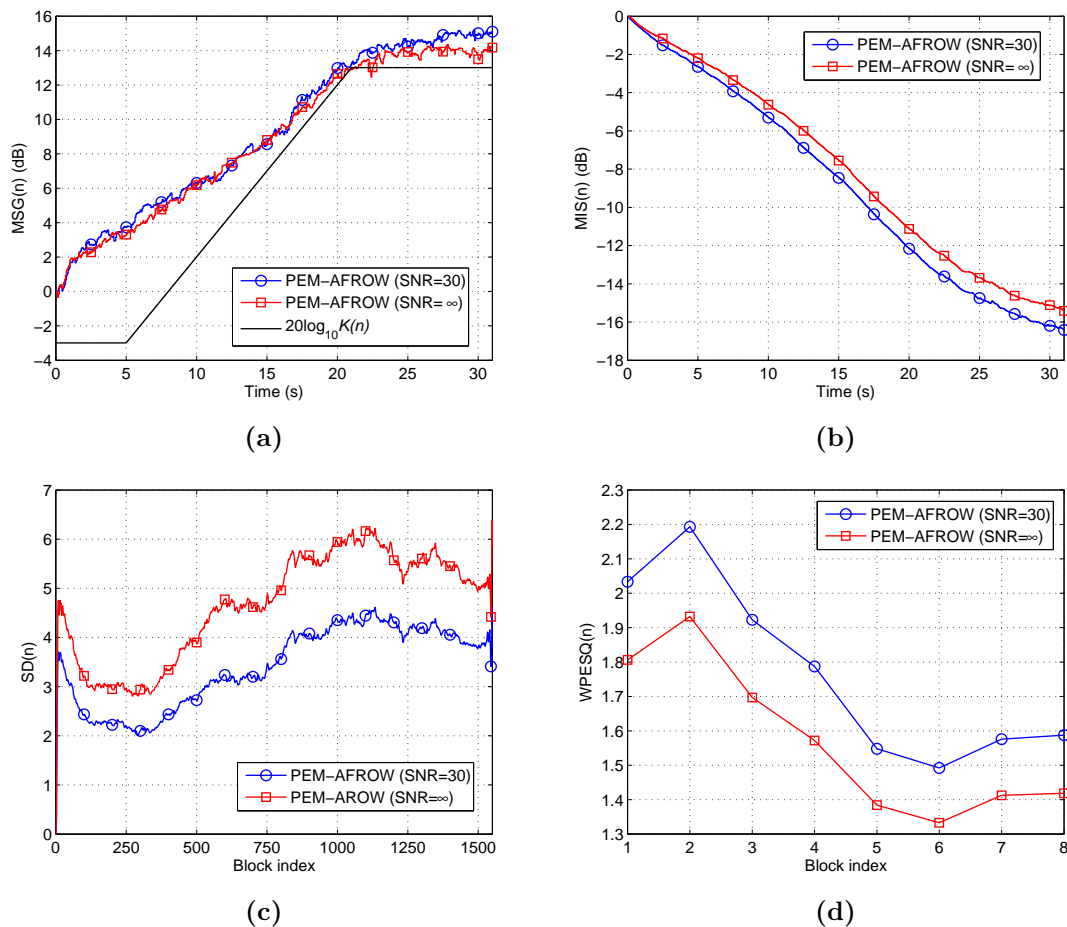 16
14
12
10
8
6
4
2
0
−2
−4
MSG(n) (dB)
PEM−AFROW (SNR=30)
PEM−AFROW (SNR= ∞)
20log10K(n)
0 5 10 15 20 25 30
Time (s)
(a)
0
−2
−4
−6
−8
−10
−12
−14
−16
−18
MIS(n) (dB)
PEM−AFROW (SNR=30)
PEM−AFROW (SNR= ∞)
0 5 10 15 20 25 30
Time (s)
(b)
7
6
5
4
3
2
1
0
SD(n)
PEM−AFROW (SNR=30)
PEM−AROW (SNR=∞)
0 250 500 750 1000 1250 1500
Block index
(c)
2.3
2.2
2.1
2
1.9
1.8
1.7
1.6
1.5
1.4
1.3
WPESQ(n)
PEM−AFROW (SNR=30)
PEM−AFROW (SNR=∞)
1 2 3 4 5 6 7 8
Block index
(d)